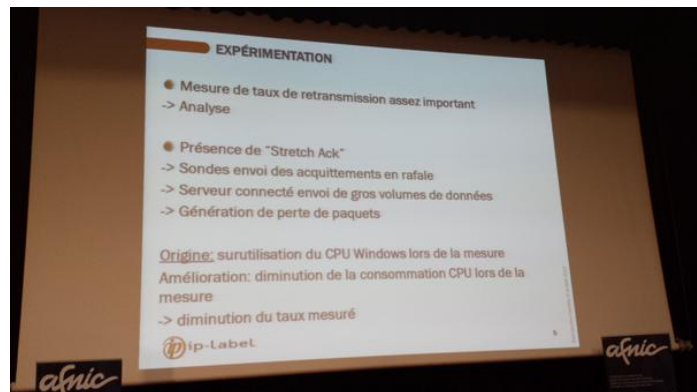 EXPÉRIMENTATION
Mesure de taux de retransmission assez important
-> Analyse
Présence de "Stretch Ack"
-> Sondes envoi des acquittements en rafale
-> Serveur connecté envoi de gros volumes de données
-> Génération de perte de paquets
Origine: surutilisation du CPU Windows lors de la mesure
Amélioration: diminution de la consommation CPU lors de la
mesure
-> diminution du taux mesuré
ip-label
afnic
afnic